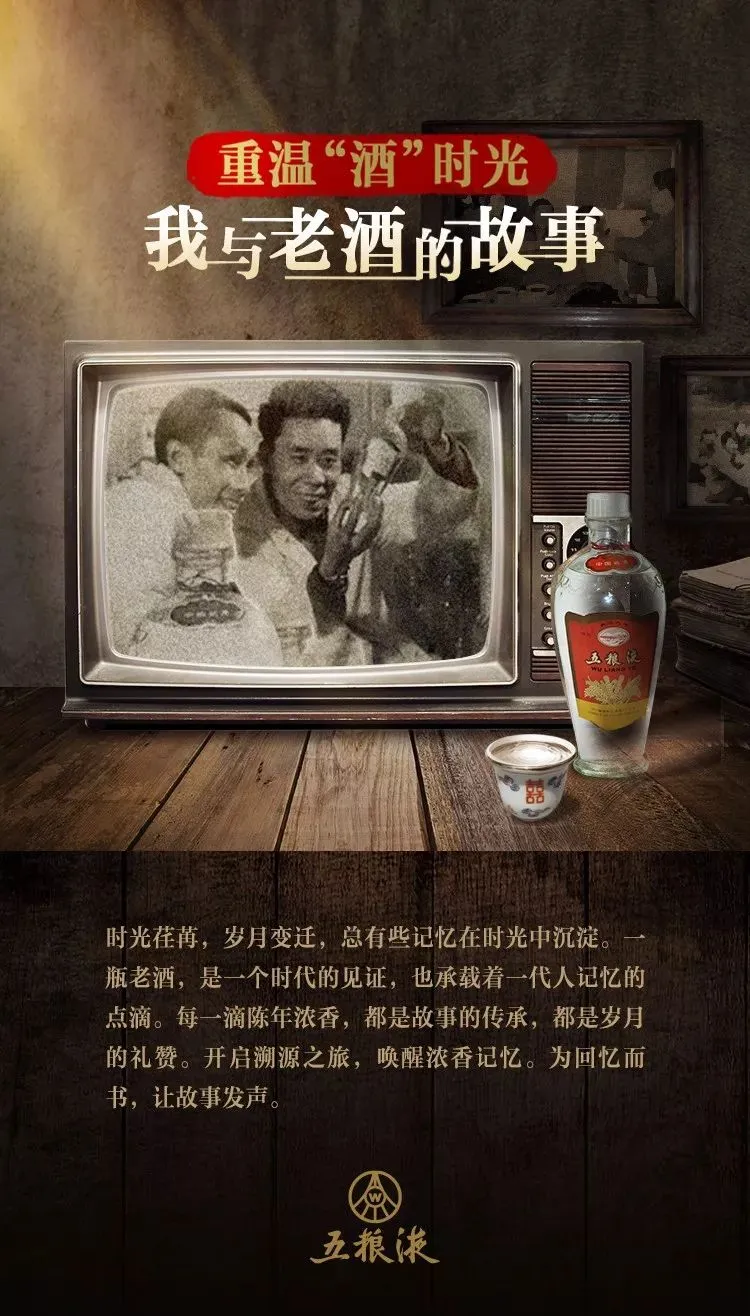 重温“酒”时光
我与老酒的故事
五粮液
WU LIANG YE
时光荏苒，岁月变迁，总有些记忆在时光中沉淀。一
瓶老酒，是一个时代的见证，也承载着一代人记忆的
点滴。每一滴陈年浓香，都是故事的传承，都是岁月
的礼赞。开启溯源之旅，唤醒浓香记忆。为回忆而
书，让故事发声。
W
五粮液